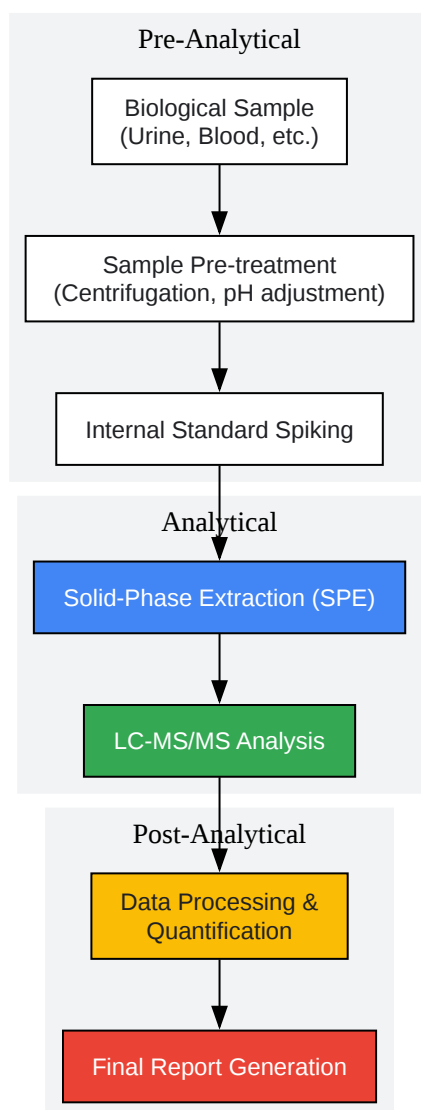 Pre-Analytical
Biological Sample
(Urine, Blood, etc.)
Sample Pre-treatment
(Centrifugation, pH adjustment)
Internal Standard Spiking
Analytical
Solid-Phase Extraction (SPE)
LC-MS/MS Analysis
Post-Analytical
Data Processing &
Quantification
Final Report Generation